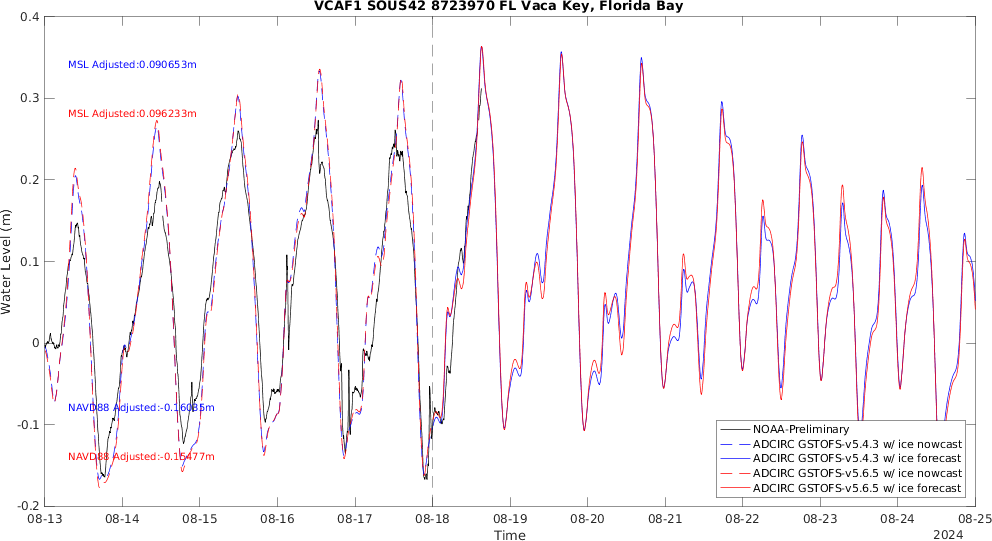 VCAF1 SOUS42 8723970 FL Vaca Key, Florida Bay
0.4
0.3
0.2
0.1
0
-0.1
-0.2
Water Level (m)
MSL Adjusted:0.090653m
MSL Adjusted:0.096233m
NAVD88 Adjusted:-0.16035m
NAVD88 Adjusted:-0.15477m
NOAA-Preliminary
ADCIRC GSTOFS-v5.4.3 w/ ice nowcast
ADCIRC GSTOFS-v5.4.3 w/ ice forecast
ADCIRC GSTOFS-v5.6.5 w/ ice nowcast
ADCIRC GSTOFS-v5.6.5 w/ ice forecast
08-13 08-14 08-15 08-16 08-17 08-18 08-19 08-20 08-21 08-22 08-23 08-24 08-25
Time
2024